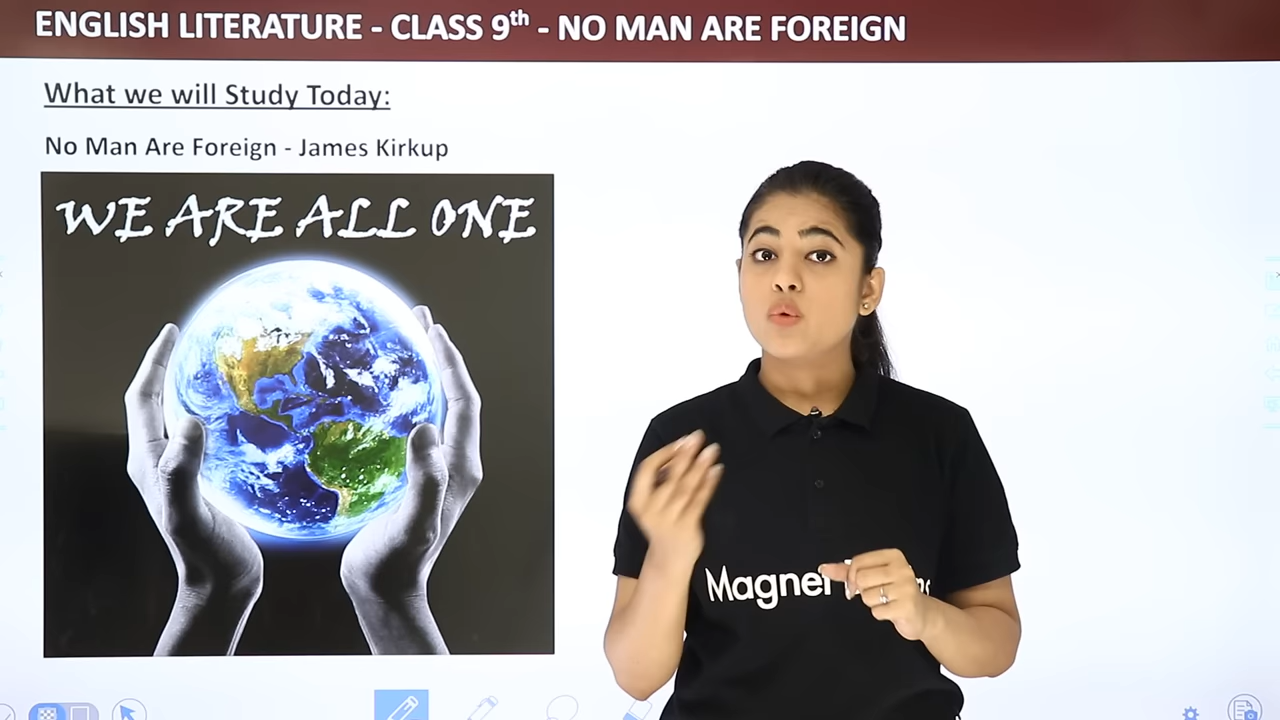 ENGLISH LITERATURE - CLASS 9th - NO MAN ARE FOREIGN
What we will Study Today:
No Man Are Foreign - James Kirkup
WE ARE ALL ONE